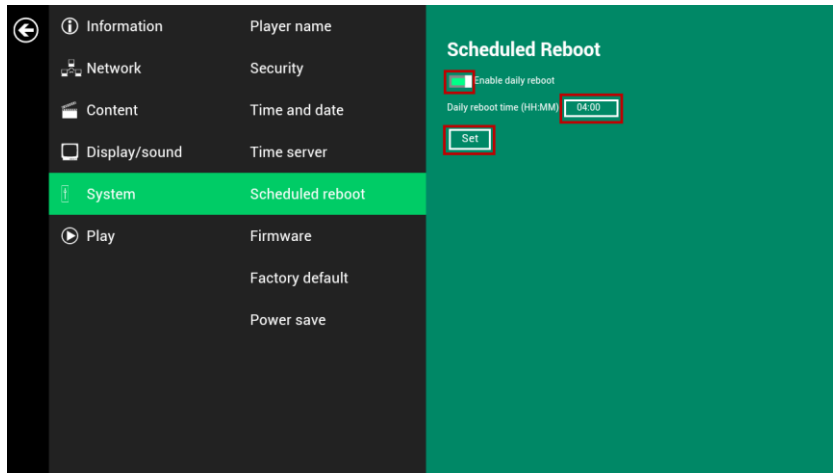 Information
Network
Content
Display/sound
System
Play
Player name
Security
Time and date
Time server
Scheduled reboot
Firmware
Factory default
Power save
Scheduled Reboot
Enable daily reboot
Daily reboot time (HH:MM) 04:00
Set